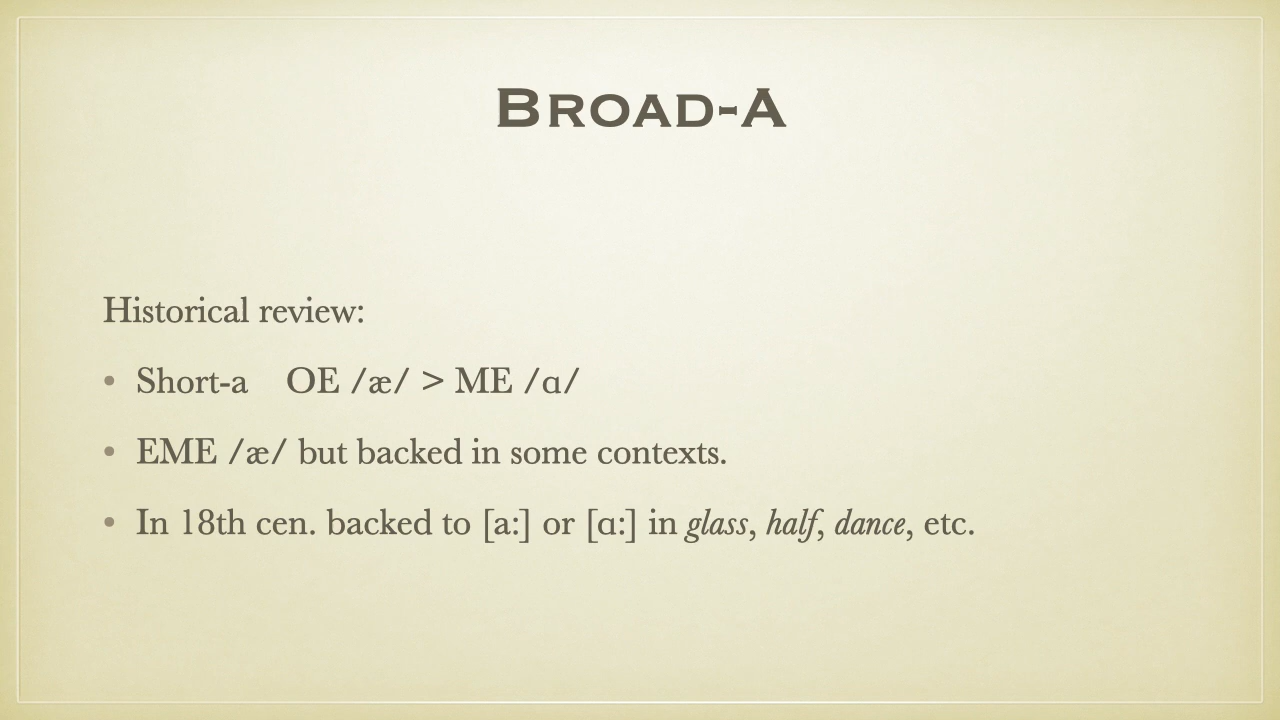 Broad-A
Historical review:
• Short-a OE /æ/ > ME /ɑ/
• EME /æ/ but backed in some contexts.
• In 18th cen. backed to [a:] or [ɑ:] in glass, half, dance, etc.